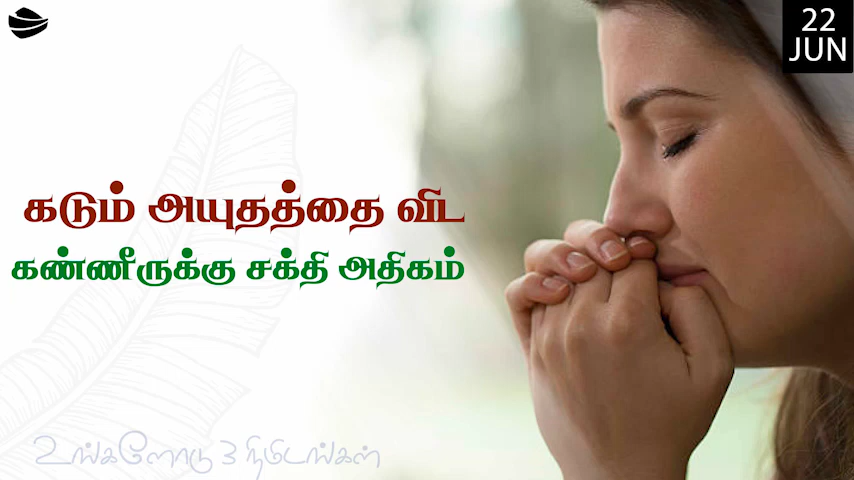 22
JUN
கடும் அயுதத்தை விட
கண்ணீருக்கு சக்தி அதிகம்
உங்களோடு 3 நிமிடங்கள்